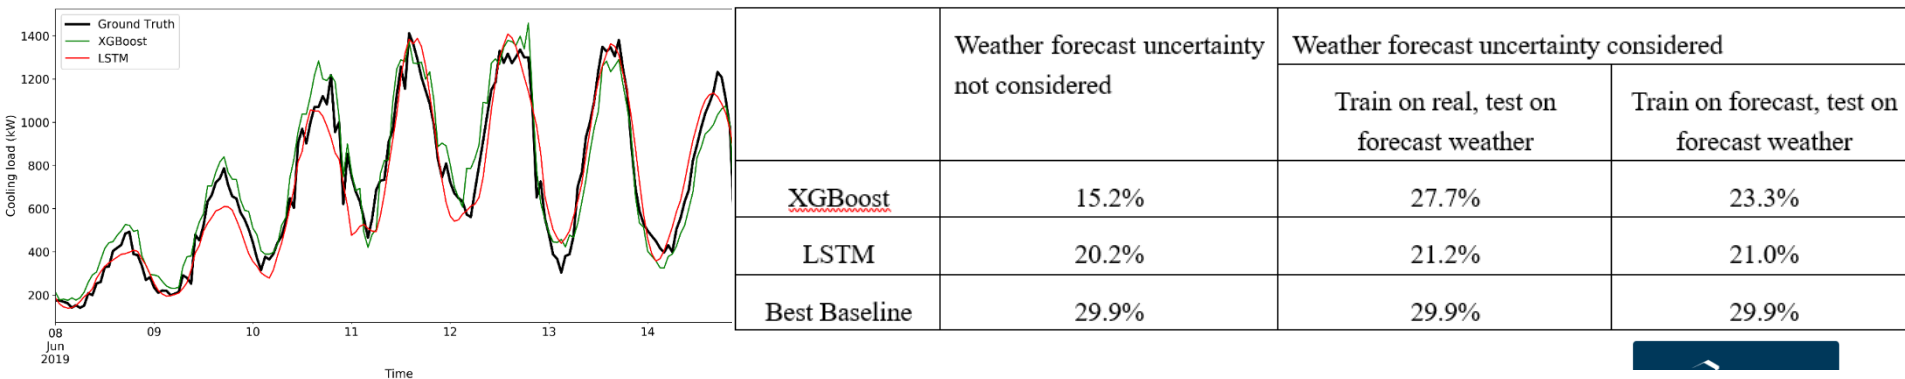 Ground Truth
XGBoost
LSTM
1400
1200
1000
800
600
400
200
Cooling load (kW)
08
09
10
11
12
13
14
Jun
2019
Time
Weather forecast uncertainty
not considered
Weather forecast uncertainty considered
Train on real, test on
forecast weather
Train on forecast, test on
forecast weather
XGBoost
15.2%
27.7%
23.3%
LSTM
20.2%
21.2%
21.0%
Best Baseline
29.9%
29.9%
29.9%